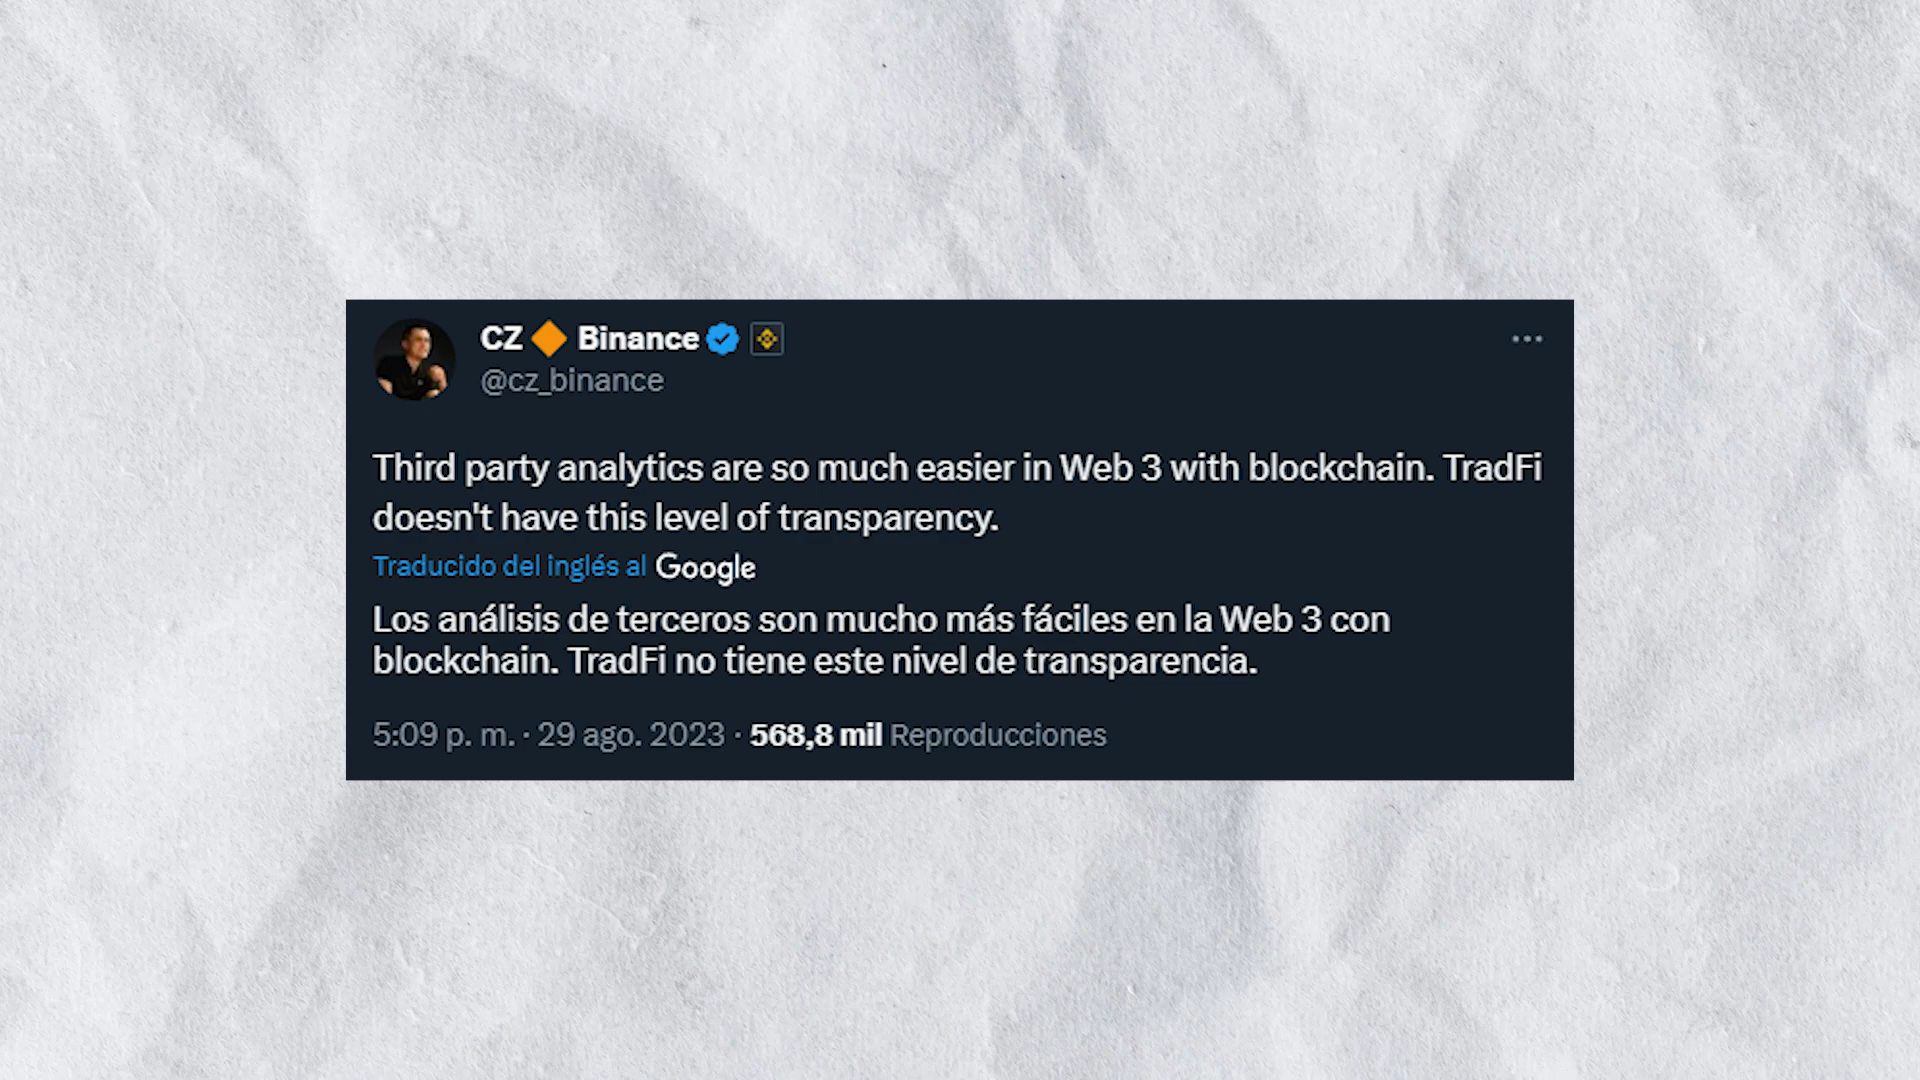 CZ 🔶 Binance
@cz_binance
Third party analytics are so much easier in Web 3 with blockchain. TradFi
doesn't have this level of transparency.
Traducido del inglés al Google
Los análisis de terceros son mucho más fáciles en la Web 3 con
blockchain. TradFi no tiene este nivel de transparencia.
5:09 p. m. · 29 ago. 2023 · 568,8 mil Reproducciones